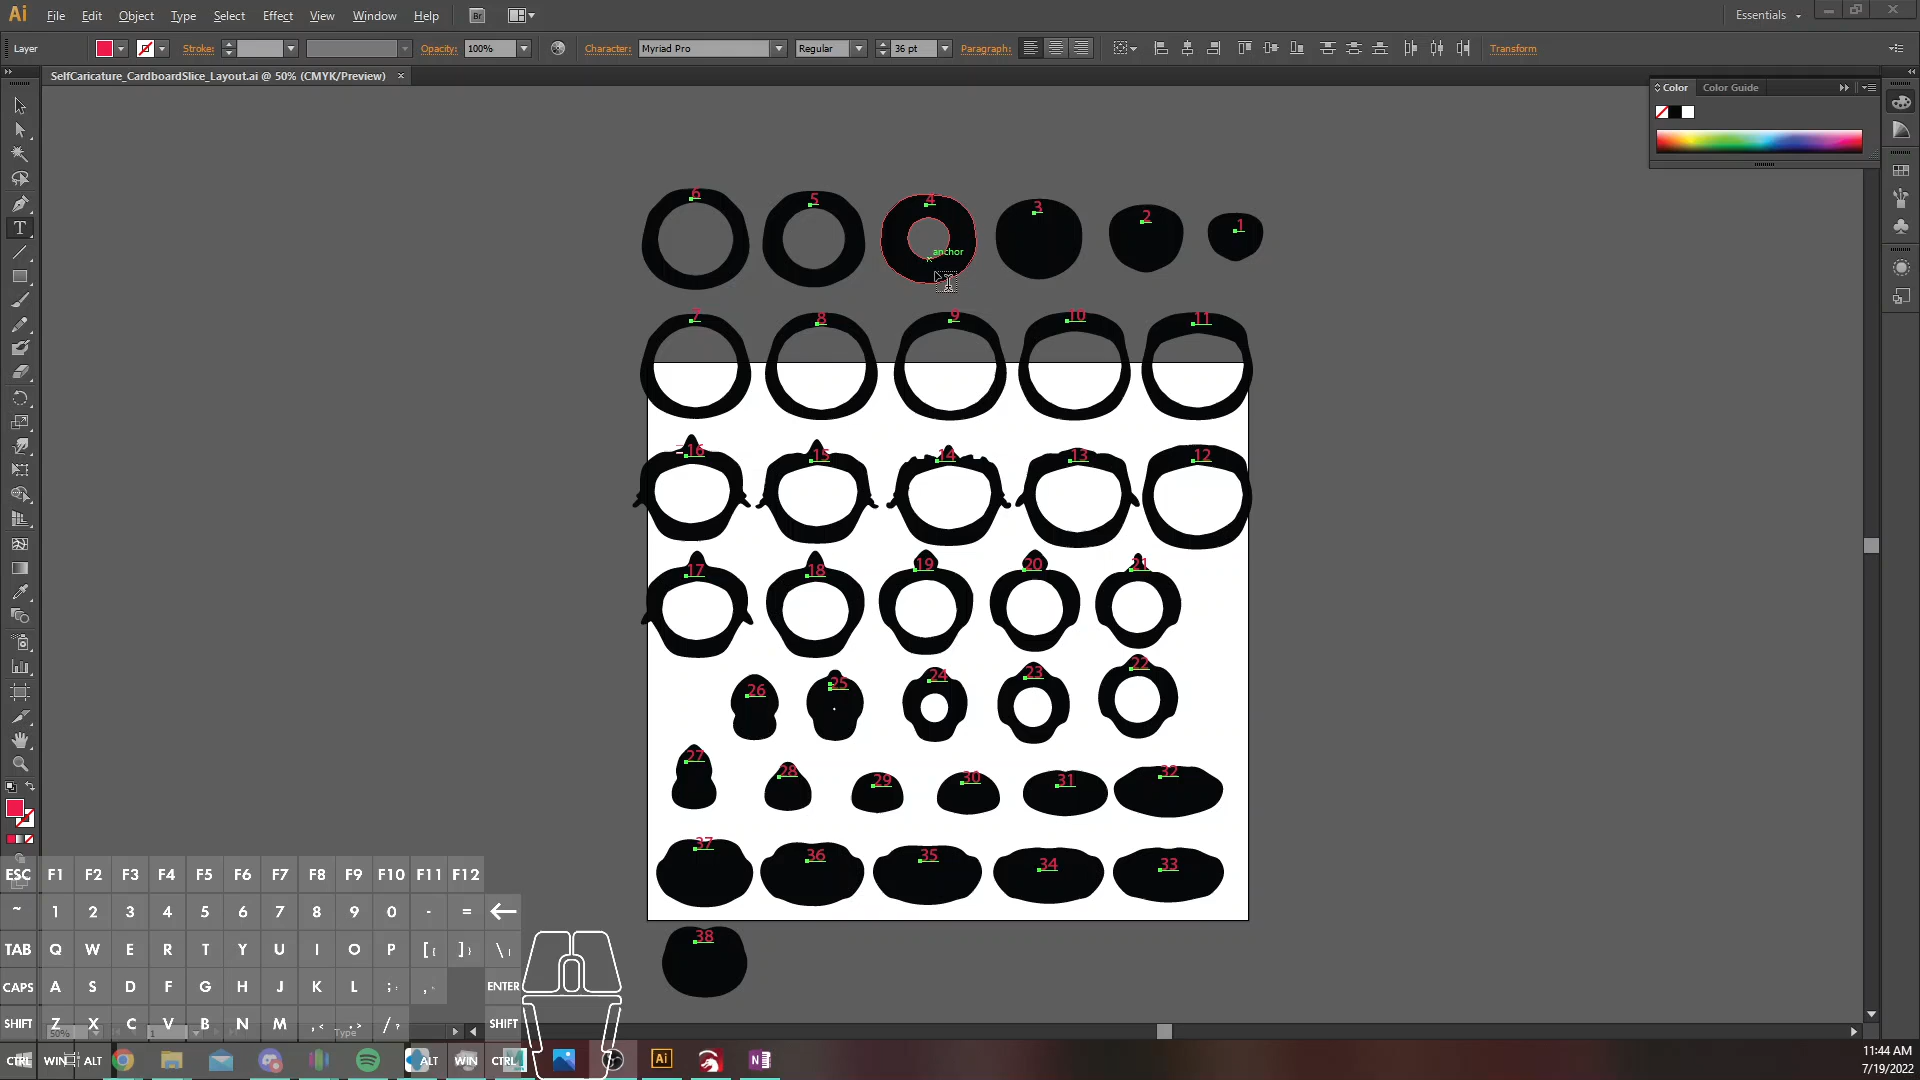 Ai File Edit Object Type Select Effect View Window Help Br Essentials
Layer Stroke: Opacity: 100% Character: Myriad Pro Regular 36 pt Paragraph: Transform
SelfCaricature_CardboardSlice_Layout.ai @ 50% (CMYK/Preview)
Color Color Guide
6 5 4 3 2 1
anchor
7 8 9 10 11
16 15 14 13 12
17 18 19 20 21
26 25 24 23 22
27 28 29 30 31 32
37 36 35 34 33
38
ESC F1 F2 F3 F4 F5 F6 F7 F8 F9 F10 F11 F12
~ 1 2 3 4 5 6 7 8 9 0 - =
TAB Q W E R T Y U I O P [{ ]} \|
CAPS A S D F G H J K L ;: ,. ENTER
SHIFT Z X C V B N M ,< .> /? SHIFT
50% 1 Type
CTRL WIN ALT ALT WIN CTRL Ai N
11:44 AM
7/19/2022